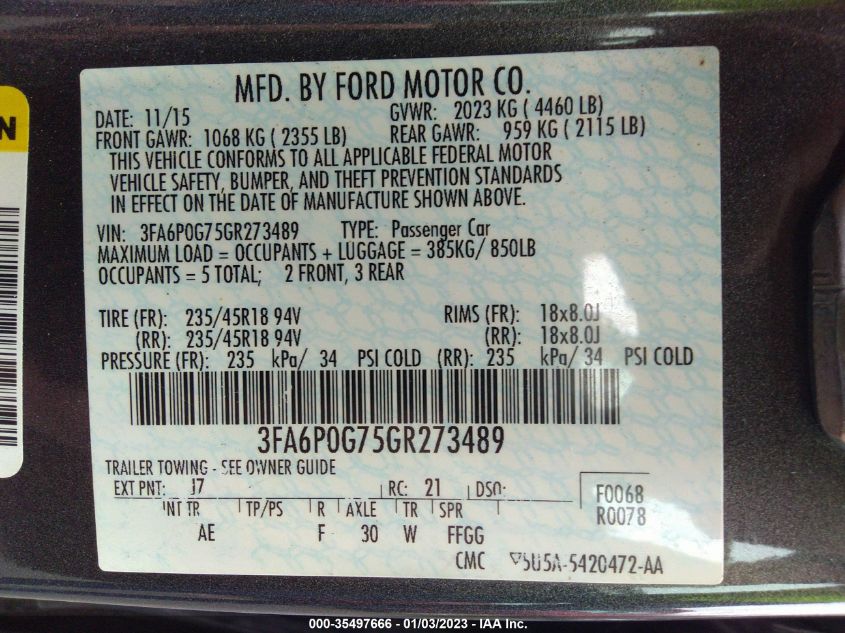 MFD. BY FORD MOTOR CO.
DATE: 11/15 GVWR: 2023 KG ( 4460 LB)
FRONT GAWR: 1068 KG ( 2355 LB) REAR GAWR: 959 KG ( 2115 LB)
THIS VEHICLE CONFORMS TO ALL APPLICABLE FEDERAL MOTOR
VEHICLE SAFETY, BUMPER, AND THEFT PREVENTION STANDARDS
IN EFFECT ON THE DATE OF MANUFACTURE SHOWN ABOVE.
VIN: 3FA6P0G75GR273489 TYPE: Passenger Car
MAXIMUM LOAD = OCCUPANTS + LUGGAGE = 385KG/ 850LB
OCCUPANTS = 5 TOTAL; 2 FRONT, 3 REAR
TIRE (FR): 235/45R18 94V RIMS (FR): 18x8.0J
(RR): 235/45R18 94V (RR): 18x8.0J
PRESSURE (FR): 235 kPa/ 34 PSI COLD (RR): 235 kPa/ 34 PSI COLD
3FA6P0G75GR273489
TRAILER TOWING - SEE OWNER GUIDE
EXT PNT: J7 RC: 21 DSO: F0068
INT TR TP/PS R AXLE TR SPR R0078
AE F 30 W FFGG
CMC 5U5A-5420472-AA
000-35497666 - 01/03/2023 - IAA Inc.